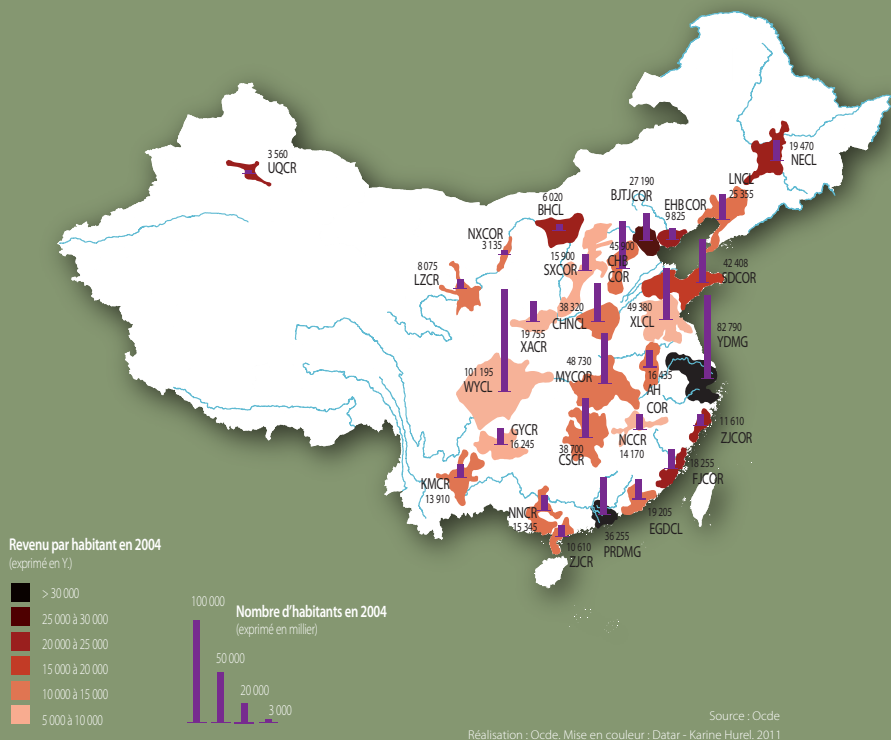 3 560
UQCR
19 470
NECL
LNCL
25 355
27 190
BJTJCOR
EHB COR
9 825
6 020
BHCL
NXCOR
3 135
15 900
SXCOR
45 900
CHB
COR
42 408
SDCOR
8 075
LZCR
38 320
CHNCL
49 380
XLCL
19 755
XACR
82 790
YDMG
101 195
WYCL
48 730
MYCOR
16 435
AH
COR
11 610
ZJCOR
GYCR
16 245
38 700
CSCR
NCCR
14 170
18 255
FJCOR
KMCR
13 910
NNCR
15 345
19 205
EGDCL
10 610
ZJCR
36 255
PRDMG
Revenu par habitant en 2004
(exprimé en Y.)
> 30 000
25 000 à 30 000
20 000 à 25 000
15 000 à 20 000
10 000 à 15 000
5 000 à 10 000
Nombre d'habitants en 2004
(exprimé en millier)
100 000
50 000
20 000
3 000
Source : Ocde
Réalisation : Ocde. Mise en couleur : Datar - Karine Hurel. 2011